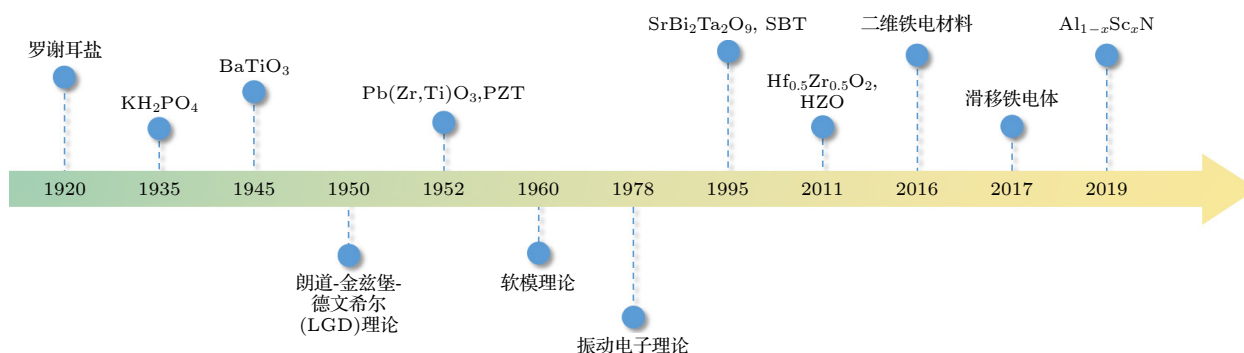 罗谢耳盐
KH₂PO₄
BaTiO₃
Pb(Zr,Ti)O₃,PZT
SrBi₂Ta₂O₉, SBT
Hf₀.₅Zr₀.₅O₂,
HZO
二维铁电材料
滑移铁电体
Al₁₋ₓScₓN
1920 1935 1945 1950 1952 1960 1978 1995 2011 2016 2017 2019
朗道-金兹堡-
德文希尔
(LGD)理论
软模理论
振动电子理论